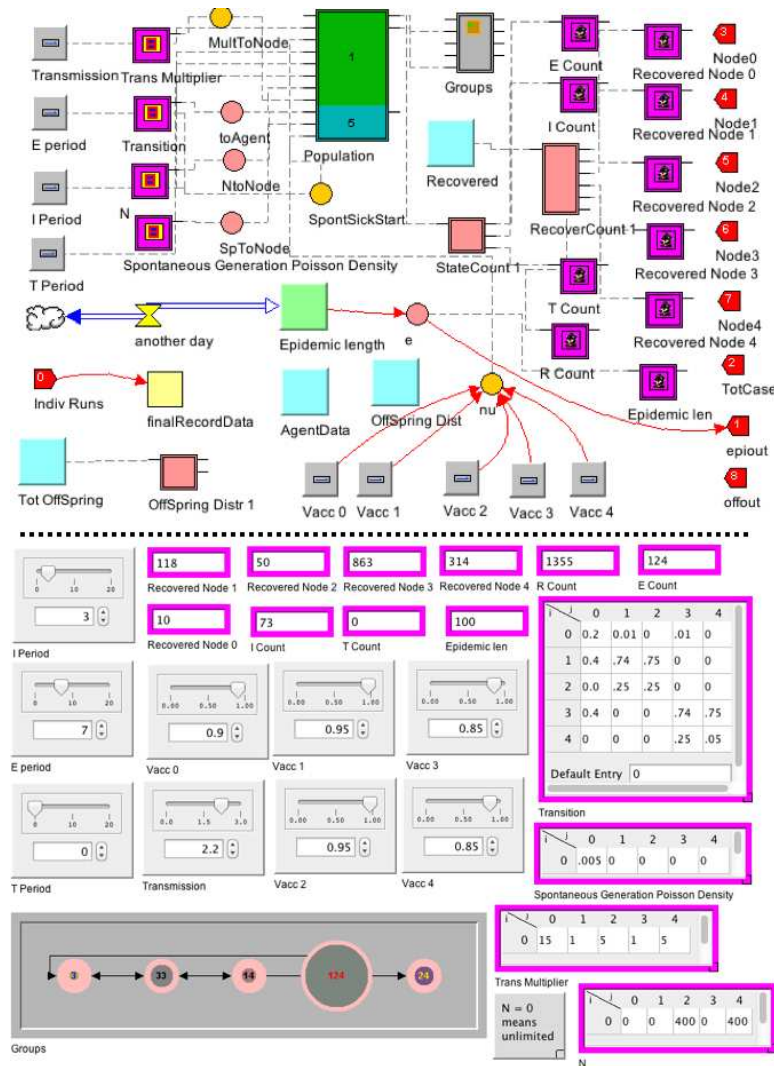 Transmission
Trans Multiplier
MultToNode
1
Groups
E Count
Recovered Node 0
3
Node0
E period
Transition
toAgent
5
Population
I Count
Recovered Node 1
4
Node1
I Period
N
NtoNode
SpontSickStart
Recovered
RecoverCount 1
Recovered Node 2
5
Node2
T Period
SpToNode
Spontaneous Generation Poisson Density
StateCount 1
T Count
Recovered Node 3
6
Node3
another day
Epidemic length
e
R Count
Recovered Node 4
7
Node4
0
Indiv Runs
finalRecordData
AgentData
OffSpring Dist
nu
Epidemic len
2
TotCase
1
epiout
Tot OffSpring
OffSpring Distr 1
Vacc 0
Vacc 1
Vacc 2
Vacc 3
Vacc 4
8
offout
0 10 20
3
I Period
118
Recovered Node 1
50
Recovered Node 2
863
Recovered Node 3
314
Recovered Node 4
1355
R Count
124
E Count
10
Recovered Node 0
73
I Count
0
T Count
100
Epidemic len
i j 0 1 2 3 4
0 0.2 0.01 0 .01 0
1 0.4 .74 .75 0 0
2 0.0 .25 .25 0 0
3 0.4 0 0 .74 .75
4 0 0 0 .25 .05
Default Entry 0
Transition
0 10 20
7
E period
0.00 0.50 1.00
0.9
Vacc 0
0.00 0.50 1.00
0.95
Vacc 1
0.00 0.50 1.00
0.85
Vacc 3
0 10 20
0
T Period
0.0 1.5 3.0
2.2
Transmission
0.00 0.50 1.00
0.95
Vacc 2
0.00 0.50 1.00
0.85
Vacc 4
i j 0 1 2 3 4
0 .005 0 0 0 0
Spontaneous Generation Poisson Density
3 33 14 124 24
Groups
i j 0 1 2 3 4
0 15 1 5 1 5
Trans Multiplier
N = 0
means
unlimited
i j 0 1 2 3 4
0 0 0 400 0 400
N